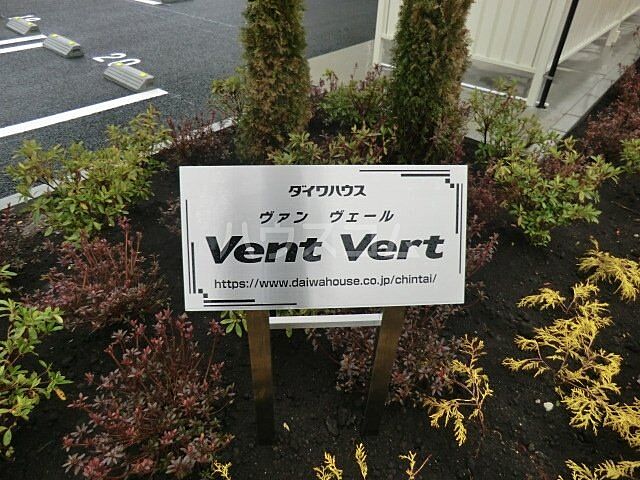 20
ダイワハウス
ヴァン ヴェール
Vent Vert
https://www.daiwahouse.co.jp/chintai/